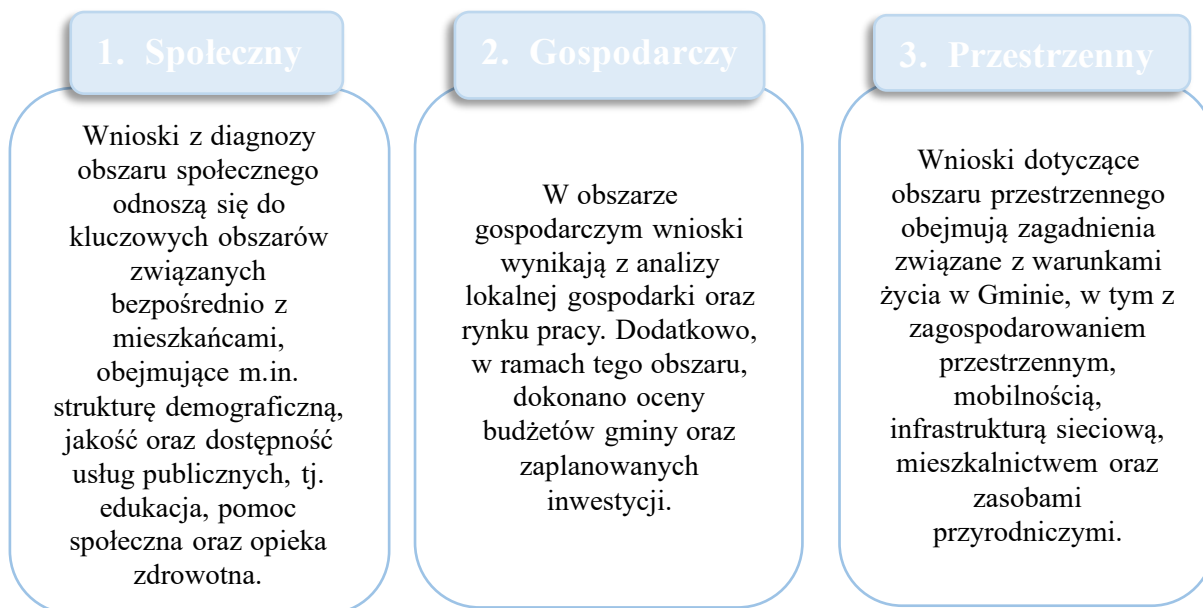 1. Społeczny
Wnioski z diagnozy
obszaru społecznego
odnoszą się do
kluczowych obszarów
związanych
bezpośrednio z
mieszkańcami,
obejmujące m.in.
strukturę demograficzną,
jakość oraz dostępność
usług publicznych, tj.
edukacja, pomoc
społeczna oraz opieka
zdrowotna.
2. Gospodarczy
W obszarze
gospodarczym wnioski
wynikają z analizy
lokalnej gospodarki oraz
rynku pracy. Dodatkowo,
w ramach tego obszaru,
dokonano oceny
budżetów gminy oraz
zaplanowanych
inwestycji.
3. Przestrzenny
Wnioski dotyczące
obszaru przestrzennego
obejmują zagadnienia
związane z warunkami
życia w Gminie, w tym z
zagospodarowaniem
przestrzennym,
mobilnością,
infrastrukturą sieciową,
mieszkalnictwem oraz
zasobami
przyrodniczymi.